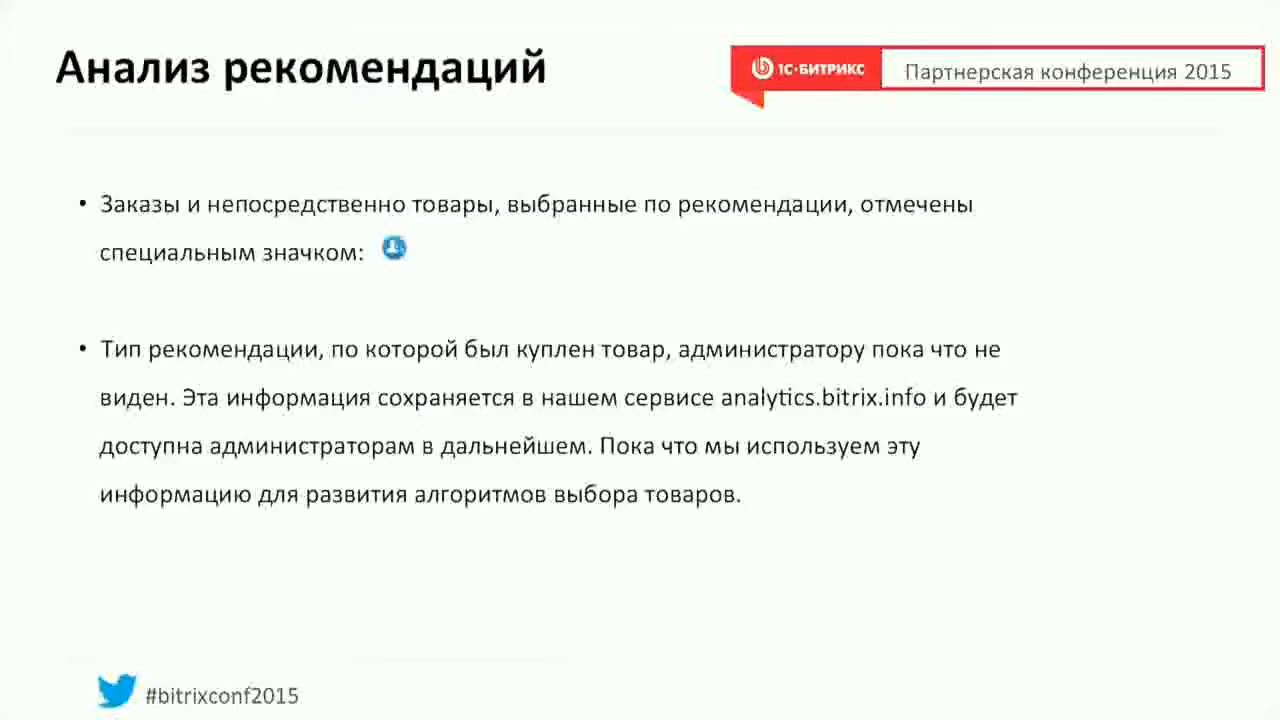 Анализ рекомендаций
1С·БИТРИКС
Партнерская конференция 2015
• Заказы и непосредственно товары, выбранные по рекомендации, отмечены
специальным значком:
• Тип рекомендации, по которой был куплен товар, администратору пока что не
виден. Эта информация сохраняется в нашем сервисе analytics.bitrix.info и будет
доступна администраторам в дальнейшем. Пока что мы используем эту
информацию для развития алгоритмов выбора товаров.
#bitrixconf2015